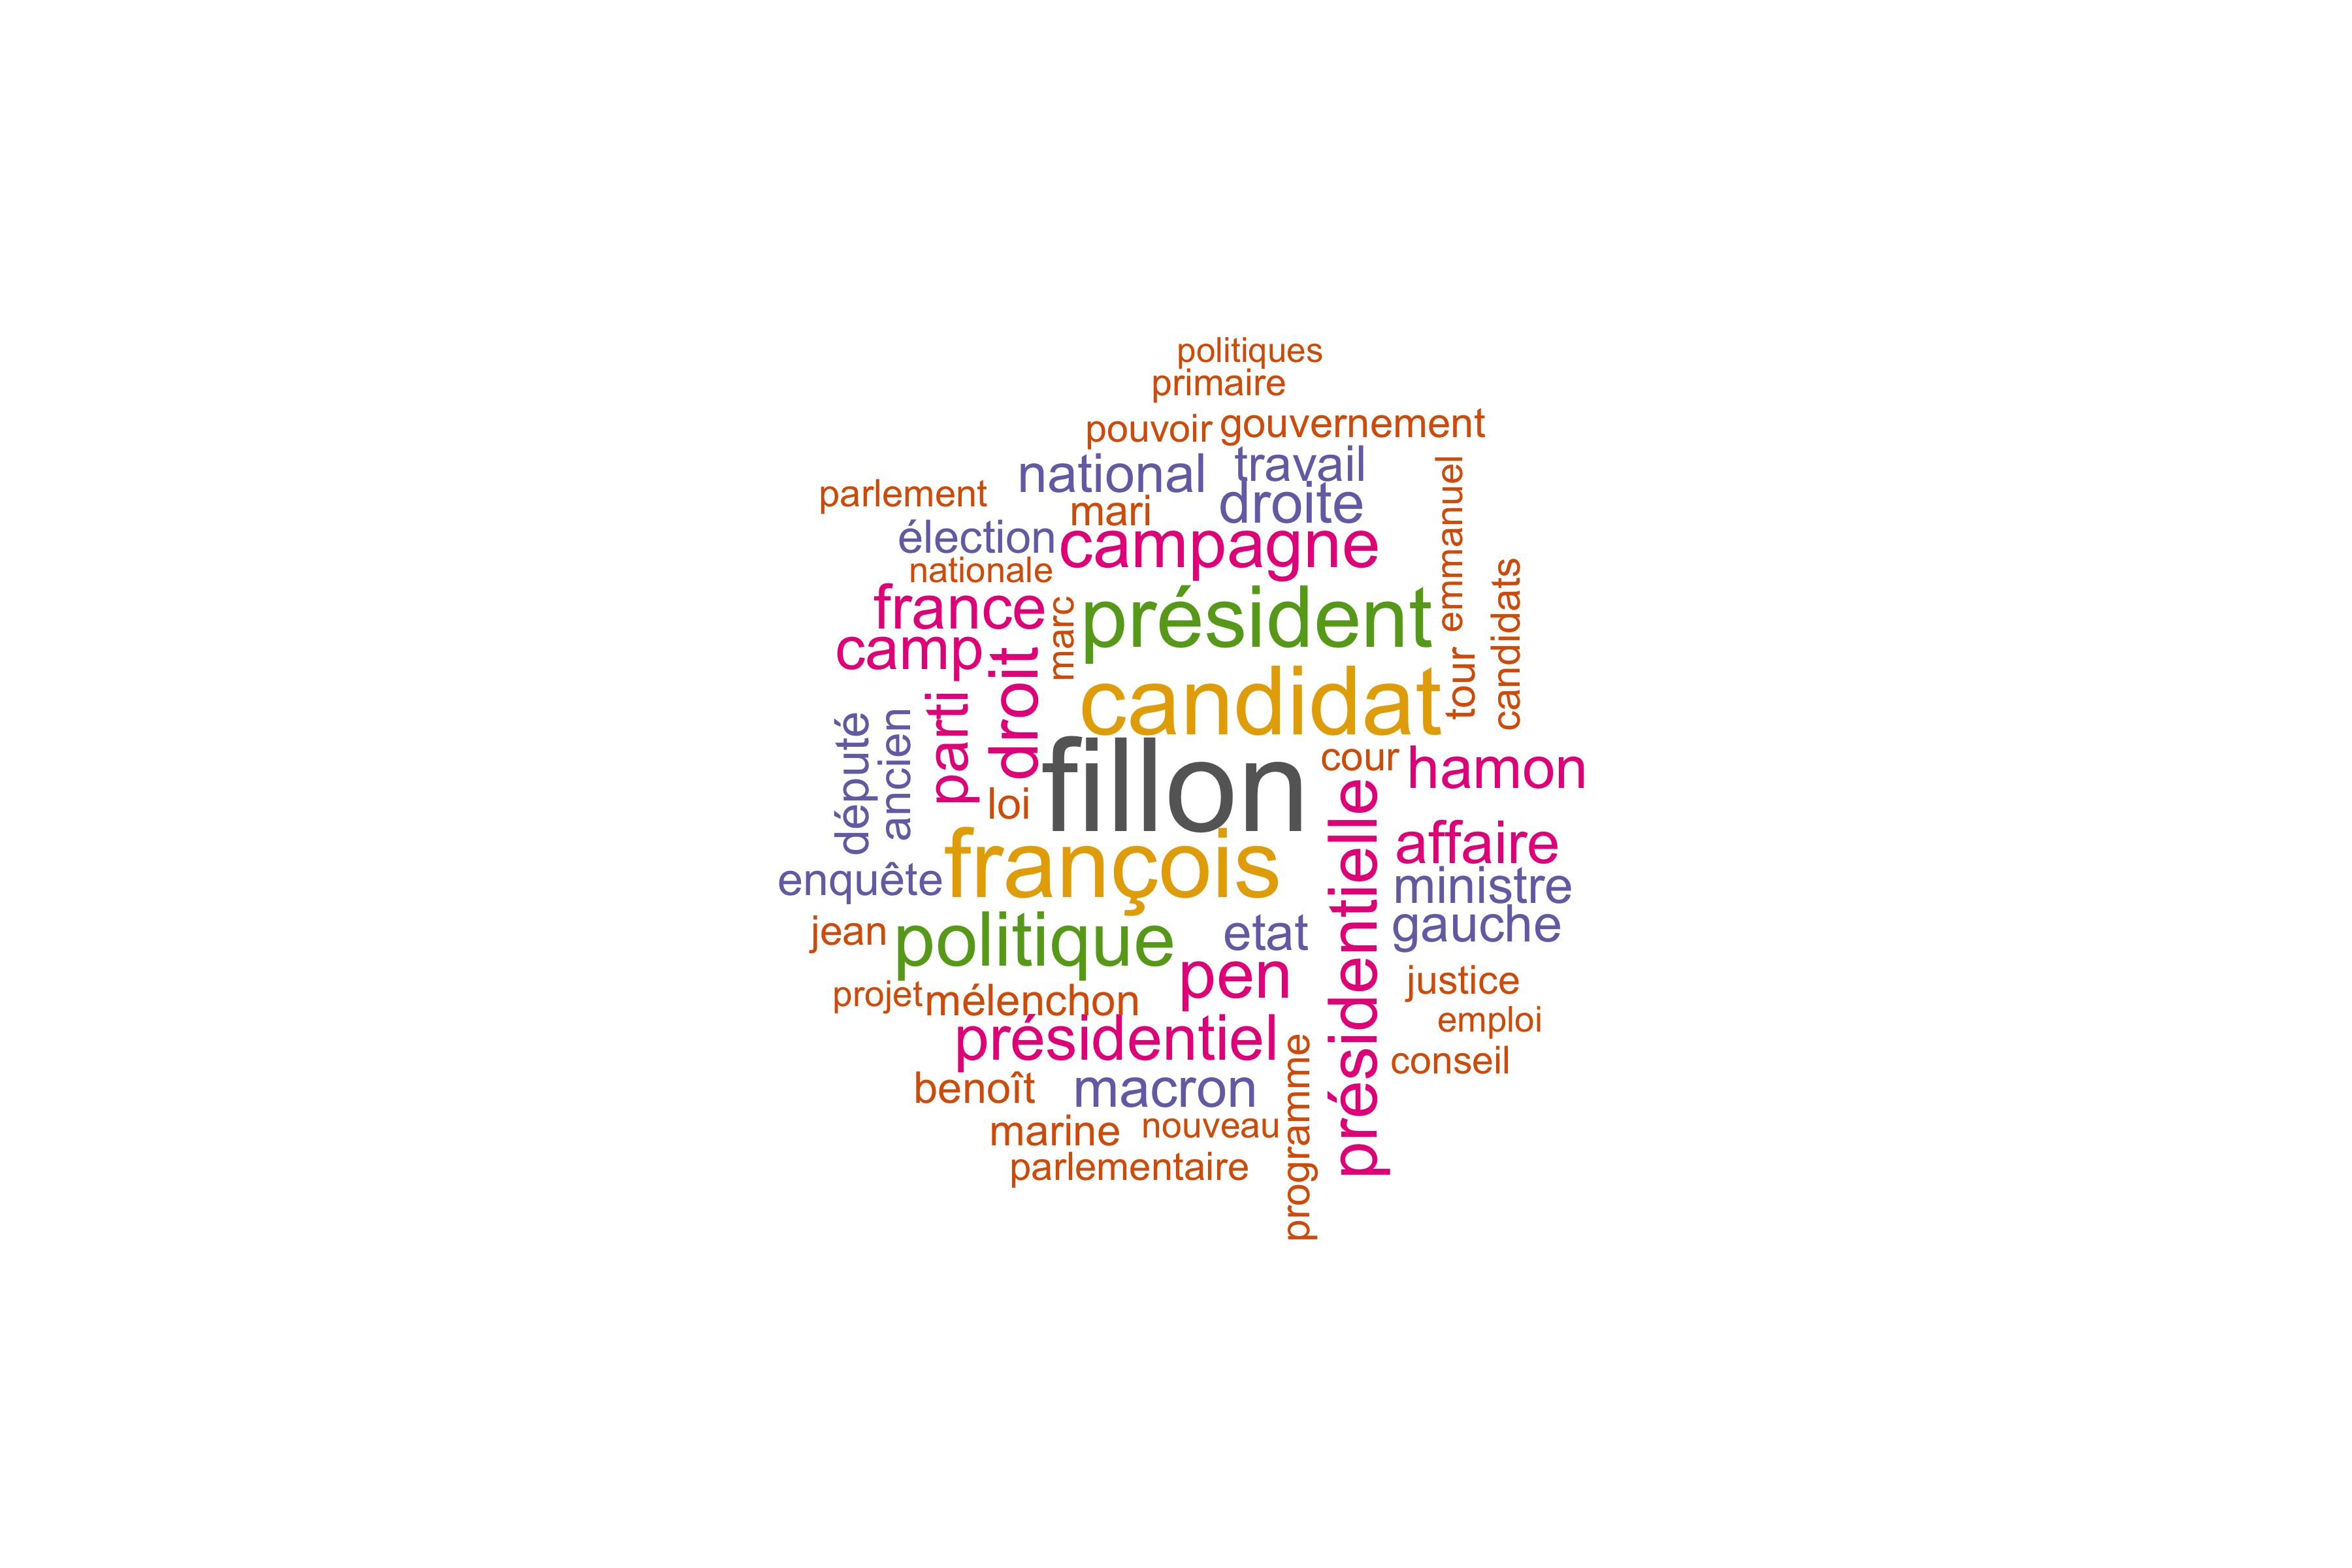 politiques
primaire
pouvoir
gouvernement
national
travail
parlement
mari
droite
emmanuel
élection
campagne
nationale
candidats
france
marc
président
camp
droit
parti
tour
candidat
député
ancien
fillon
cour
hamon
loi
présidentielle
françois
affaire
enquête
ministre
jean
politique
etat
gauche
pen
justice
projet
mélenchon
emploi
présidentiel
conseil
benoît
macron
programme
marine
nouveau
parlementaire